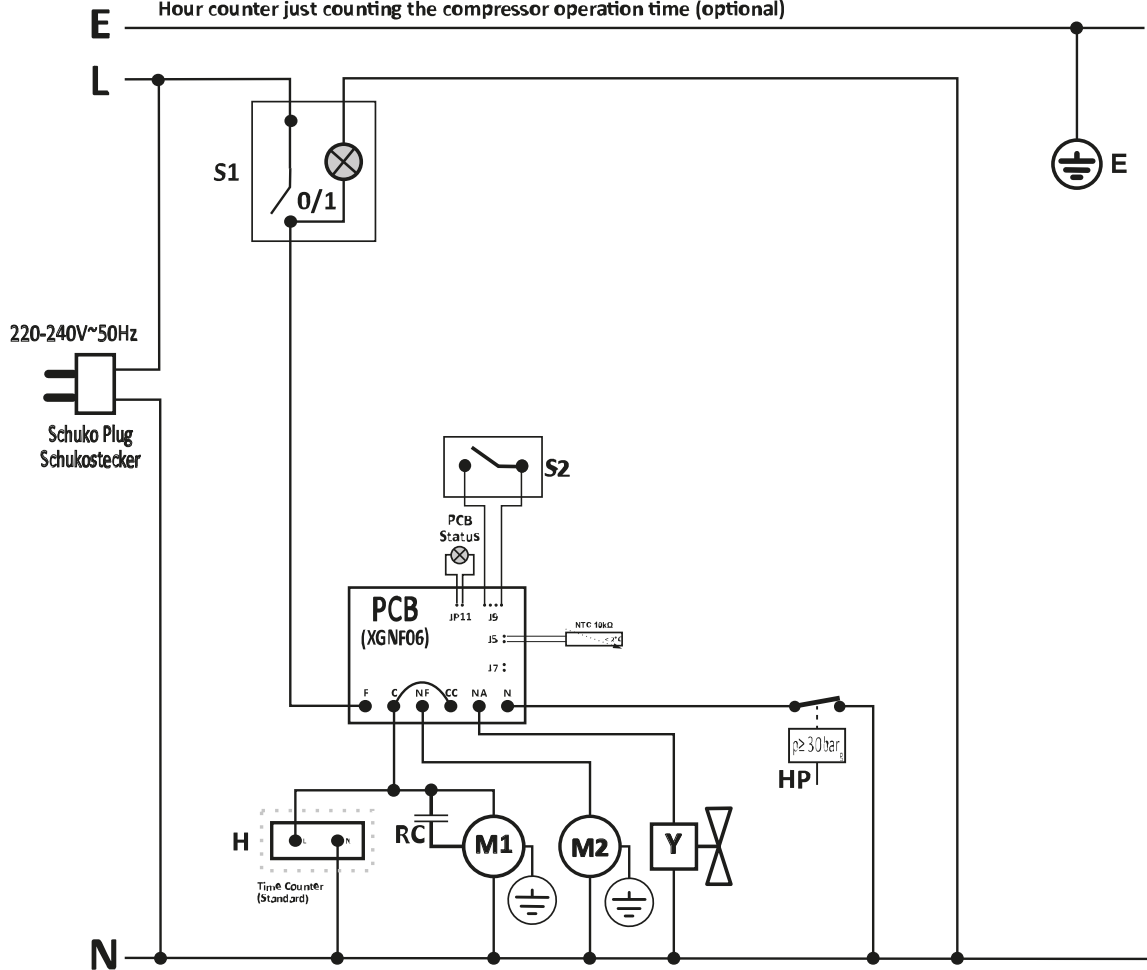 Hour counter just counting the compressor operation time (optional)
E
L
S1
0/1
E
220-240V~50Hz
Schuko Plug
Schukostecker
S2
PCB
Status
PCB
(XGNF06)
JP11 J9
J5
NTC 10kΩ
J7
F C NF CC NA N
p≥30bar
HP
H
L N
RC
M1
M2
Y
Time Counter
(Standard)
N